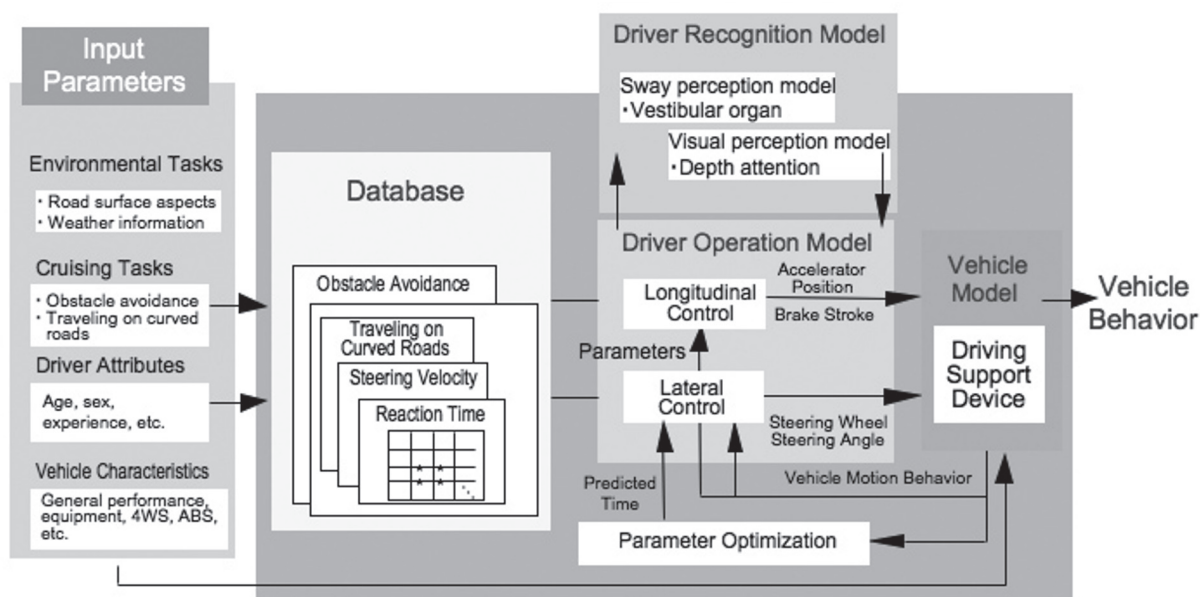 Input
Parameters
Environmental Tasks
・Road surface aspects
・Weather information
Cruising Tasks
・Obstacle avoidance
・Traveling on curved
roads
Driver Attributes
Age, sex,
experience, etc.
Vehicle Characteristics
General performance,
equipment, 4WS, ABS,
etc.
Database
Obstacle Avoidance
Traveling on
Curved Roads
Steering Velocity
Reaction Time
Driver Recognition Model
Sway perception model
・Vestibular organ
Visual perception model
・Depth attention
Driver Operation Model
Longitudinal
Control
Accelerator
Position
Brake Stroke
Parameters
Lateral
Control
Steering Wheel
Steering Angle
Predicted
Time
Vehicle Motion Behavior
Parameter Optimization
Vehicle
Model
Driving
Support
Device
Vehicle
Behavior